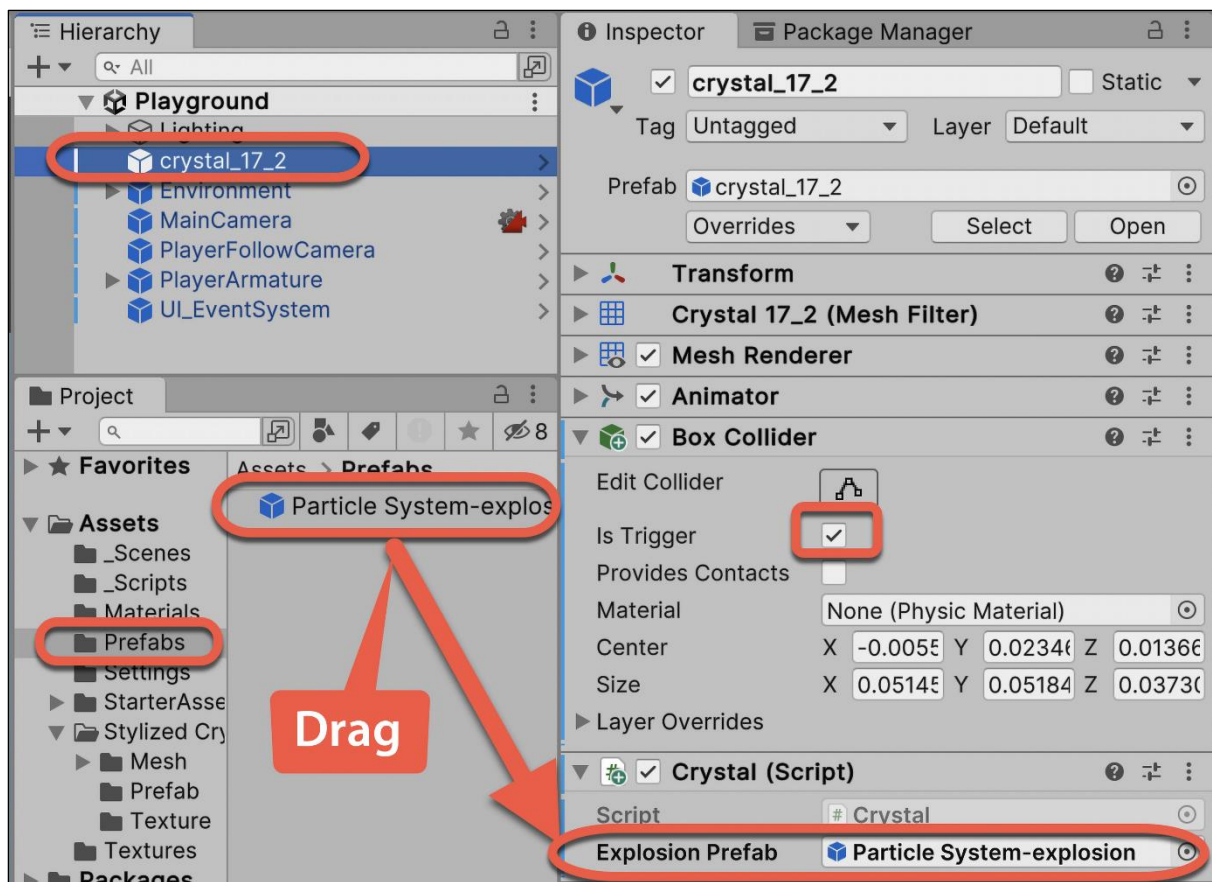 Hierarchy
All
Playground
Lighting
crystal_17_2
Environment
MainCamera
PlayerFollowCamera
PlayerArmature
UI_EventSystem
Project
8
Favorites
Assets > Prefabs
Particle System-explos
Assets
_Scenes
_Scripts
Materials
Prefabs
Settings
StarterAsse
Stylized Cry
Mesh
Prefab
Texture
Textures
Packages
Drag
Inspector Package Manager
crystal_17_2 Static
Tag Untagged Layer Default
Prefab crystal_17_2
Overrides Select Open
Transform
Crystal 17_2 (Mesh Filter)
Mesh Renderer
Animator
Box Collider
Edit Collider
Is Trigger
Provides Contacts
Material None (Physic Material)
Center X -0.0055 Y 0.02346 Z 0.01366
Size X 0.05145 Y 0.05184 Z 0.03730
Layer Overrides
Crystal (Script)
Script # Crystal
Explosion Prefab Particle System-explosion